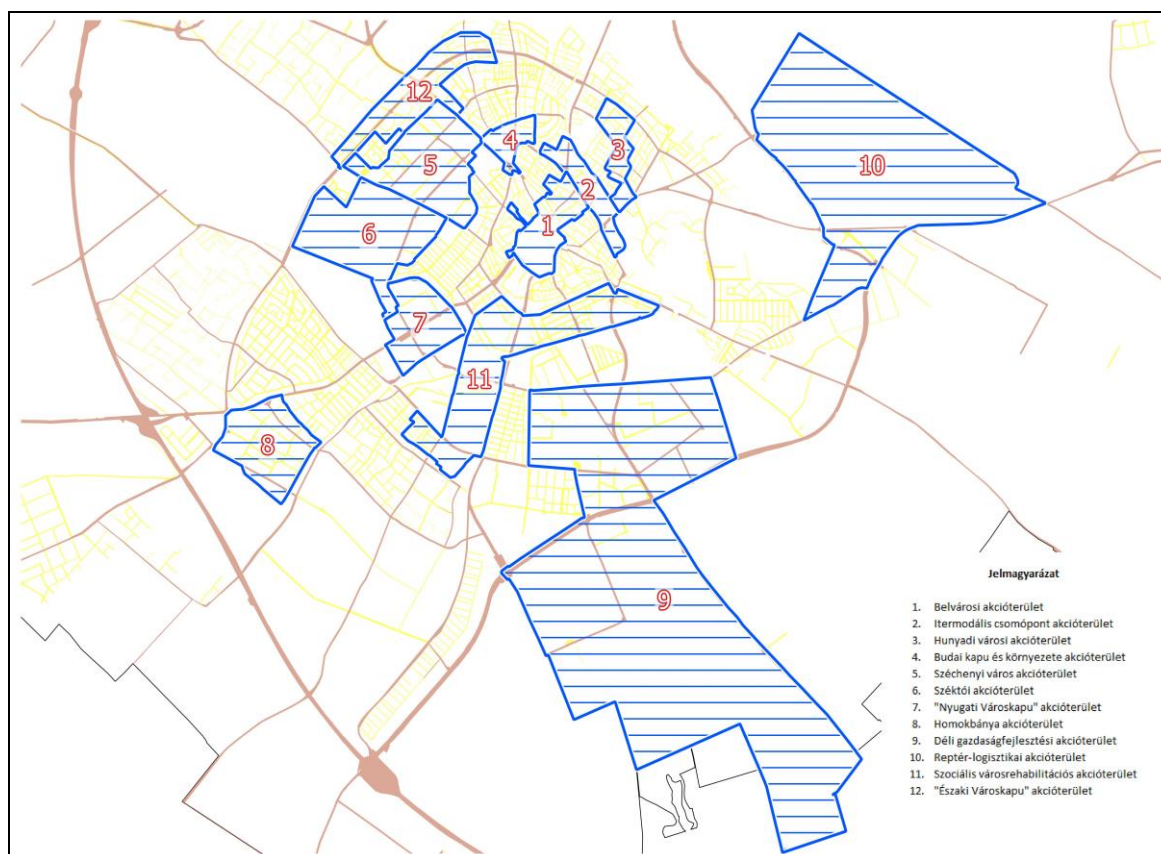 12
4
3
5
10
2
1
6
7
11
8
9
Jelmagyarázat
1. Belvárosi akcióterület
2. Itermodális csomópont akcióterület
3. Hunyadi városi akcióterület
4. Budai kapu és környezete akcióterület
5. Széchenyi város akcióterület
6. Széktói akcióterület
7. "Nyugati Városkapu" akcióterület
8. Homokbánya akcióterület
9. Déli gazdaságfejlesztési akcióterület
10. Reptér-logisztikai akcióterület
11. Szociális városrehabilitációs akcióterület
12. "Északi Városkapu" akcióterület